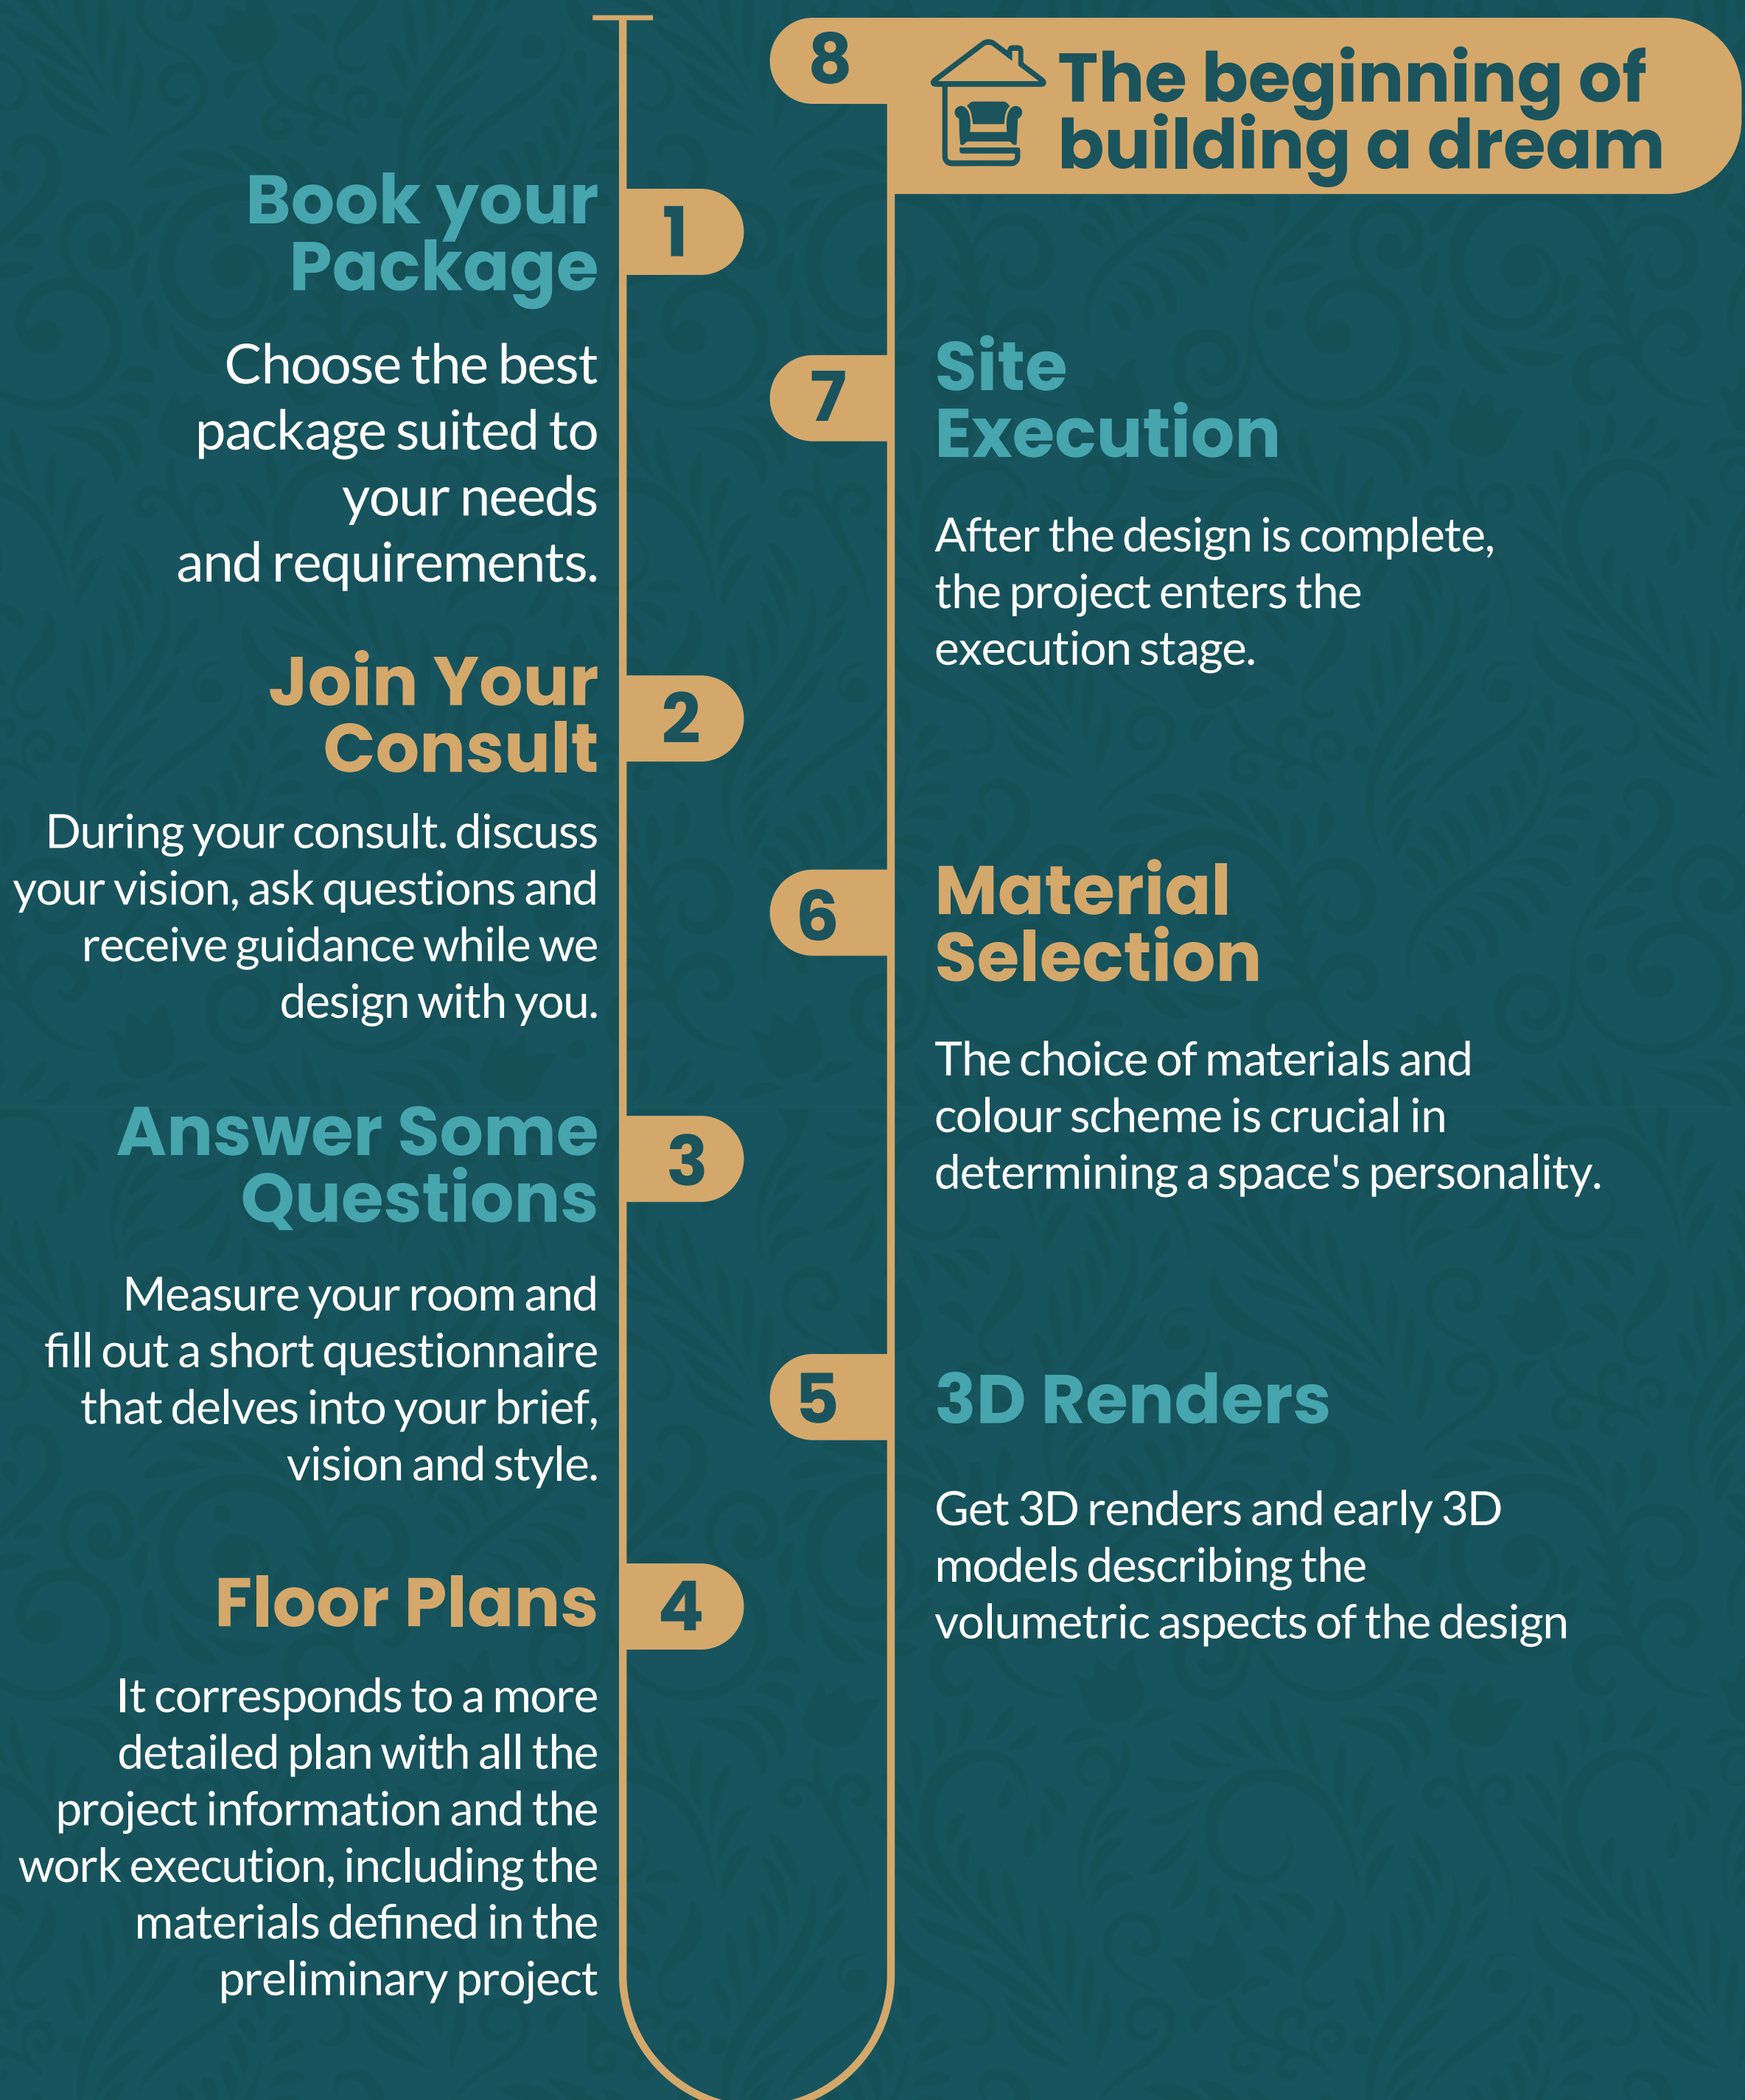 1
Book your
Package
Choose the best
package suited to
your needs
and requirements.
2
Join Your
Consult
During your consult. discuss
your vision, ask questions and
receive guidance while we
design with you.
3
Answer Some
Questions
Measure your room and
fill out a short questionnaire
that delves into your brief,
vision and style.
4
Floor Plans
It corresponds to a more
detailed plan with all the
project information and the
work execution, including the
materials defined in the
preliminary project
5
3D Renders
Get 3D renders and early 3D
models describing the
volumetric aspects of the design
6
Material
Selection
The choice of materials and
colour scheme is crucial in
determining a space's personality.
7
Site
Execution
After the design is complete,
the project enters the
execution stage.
8
The beginning of
building a dream